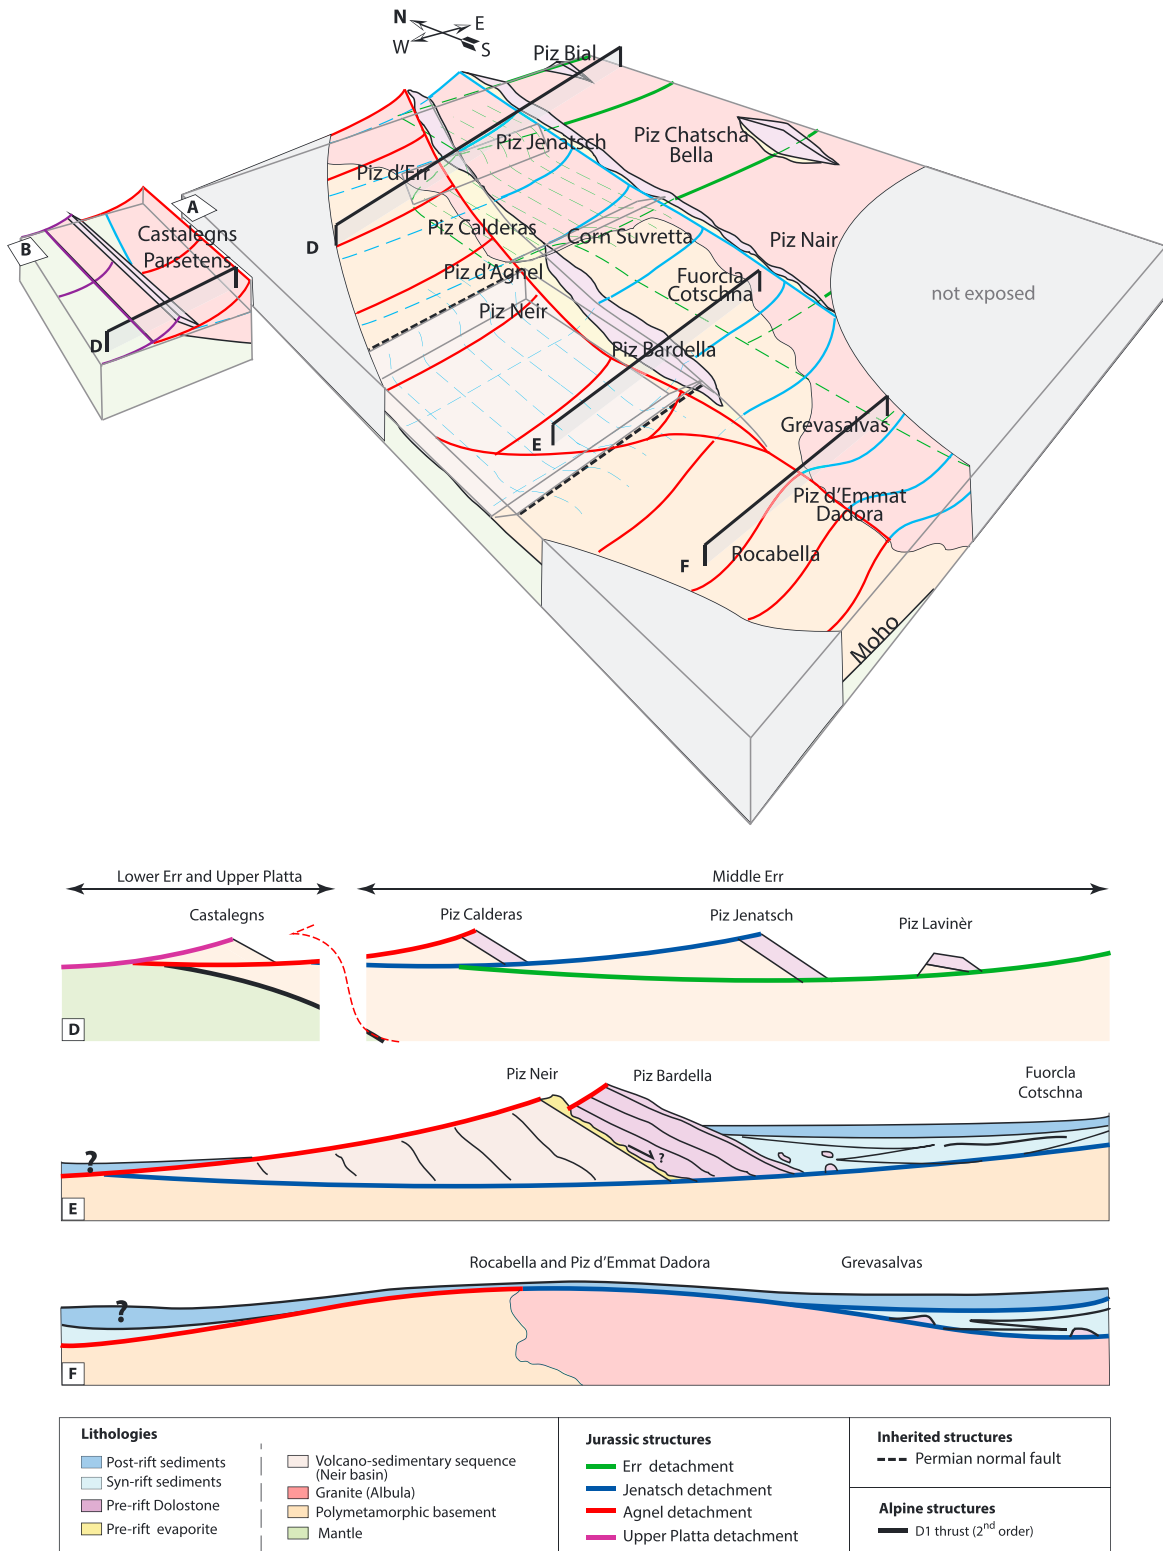 N
E
W
S
Piz Bial
Piz Chatscha
Bella
Piz Jenatsch
Piz d'Err
A
B
Castalegns
Parsetens
D
D
Piz Calderas
Corn Suvretta
Piz Nair
Piz d'Agnel
Fuorcla
Cotschna
not exposed
Piz Neir
Piz Bardella
E
Grevasalvas
Piz d'Emmat
Dadora
F
Rocabella
Moho
Lower Err and Upper Platta
Middle Err
Castalegns
Piz Calderas
Piz Jenatsch
Piz Lavinèr
D
Piz Neir
Piz Bardella
Fuorcla
Cotschna
?
?
E
Rocabella and Piz d'Emmat Dadora
Grevasalvas
?
F
Lithologies
Post-rift sediments
Syn-rift sediments
Pre-rift Dolostone
Pre-rift evaporite
Volcano-sedimentary sequence
(Neir basin)
Granite (Albula)
Polymetamorphic basement
Mantle
Jurassic structures
Err detachment
Jenatsch detachment
Agnel detachment
Upper Platta detachment
Inherited structures
Permian normal fault
Alpine structures
D1 thrust (2nd order)